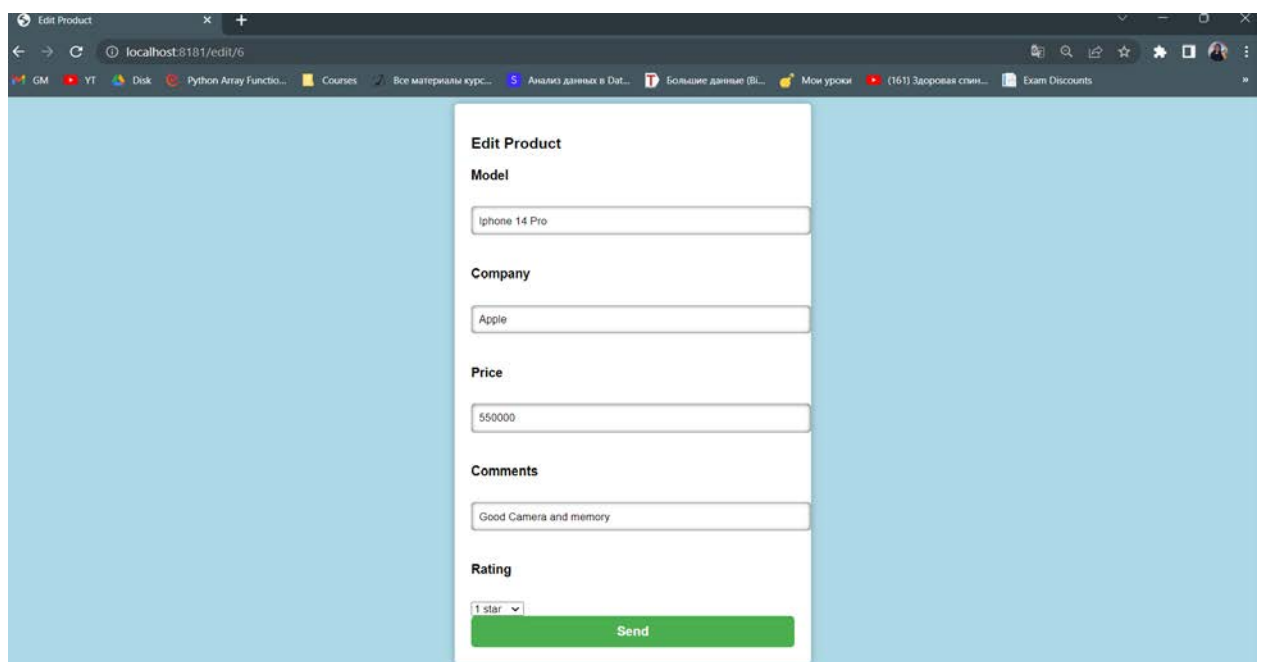 Edit Product
localhost:8181/edit/6
GM YT Disk Python Array Functio... Courses Все материалы курс... Анализ данных в Dat... Большие данные (Bi... Мои уроки (161) Здоровая спин... Exam Discounts
Edit Product
Model
Iphone 14 Pro
Company
Apple
Price
550000
Comments
Good Camera and memory
Rating
1 star
Send